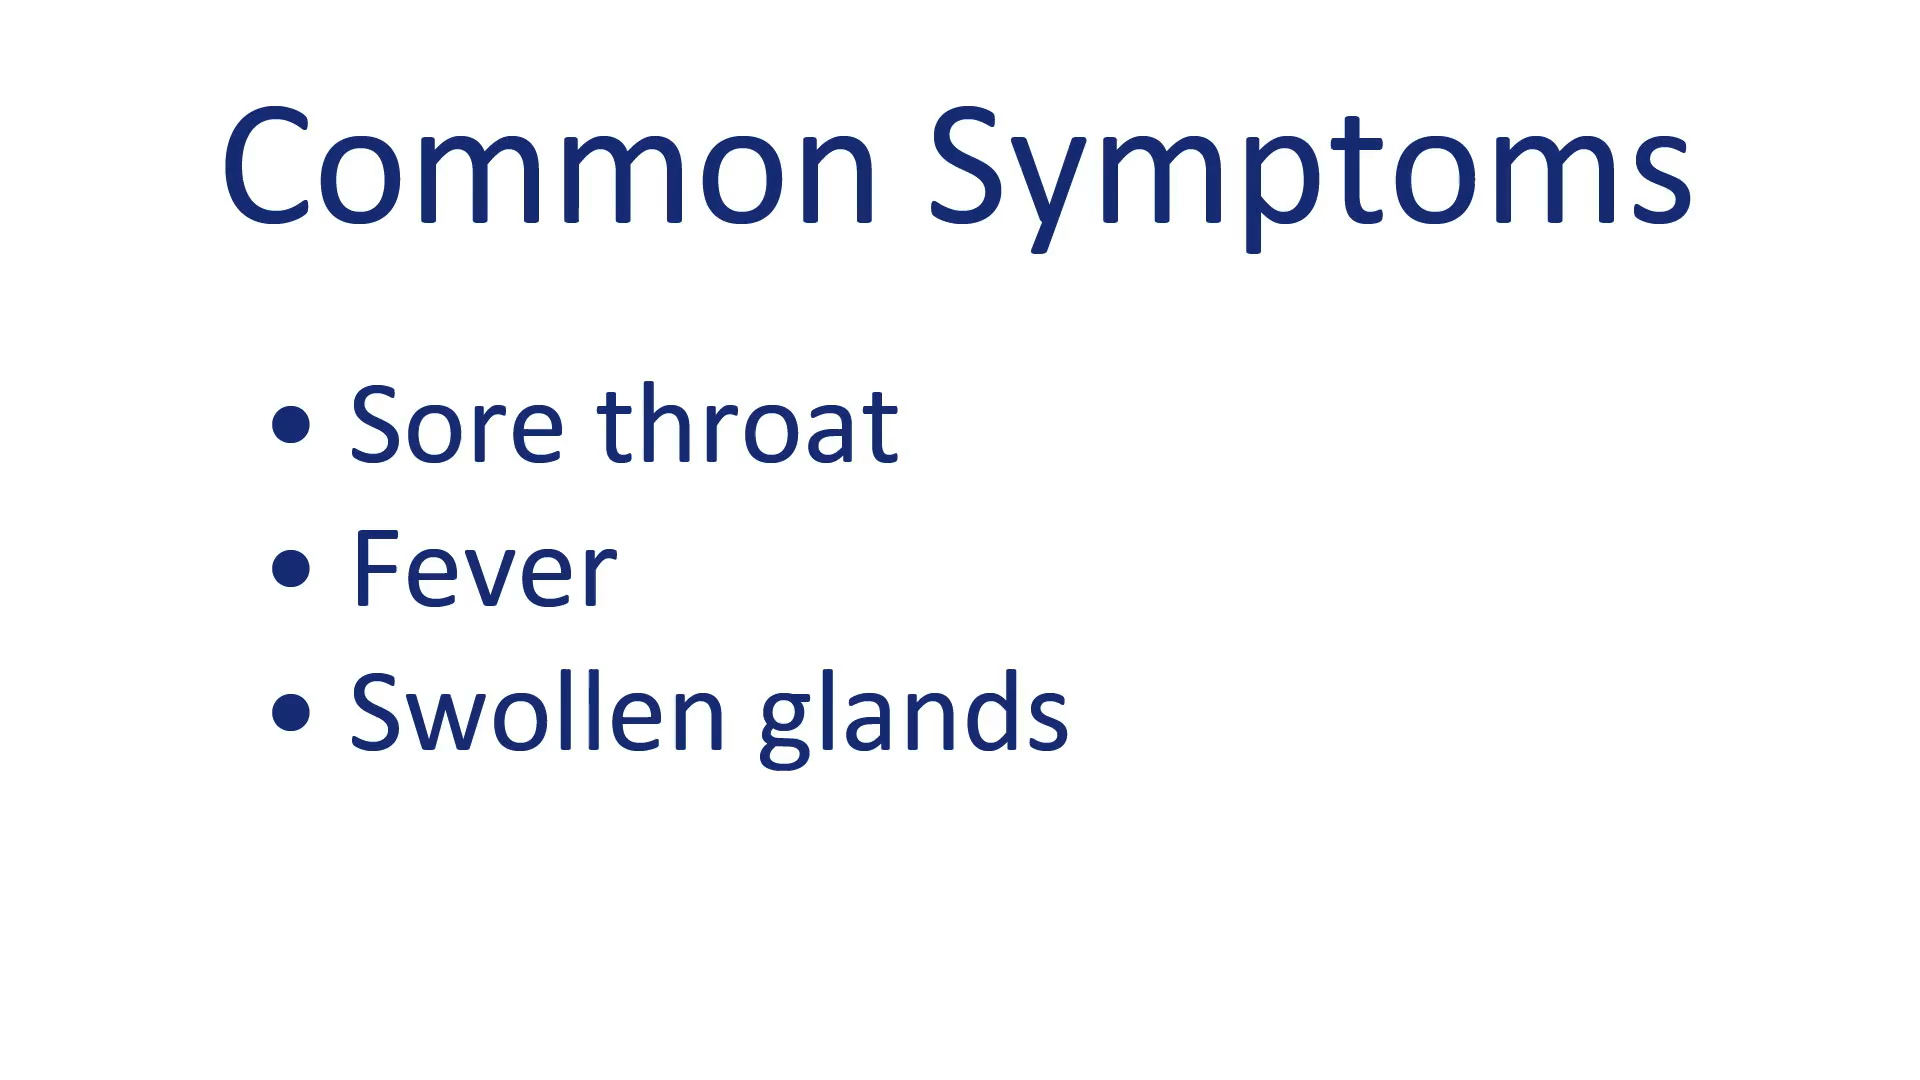 Common Symptoms
• Sore throat
• Fever
• Swollen glands